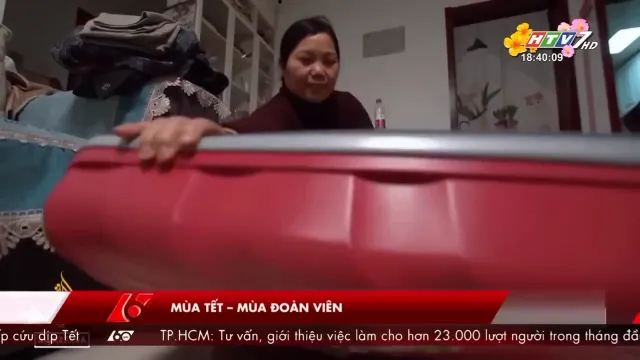 HTV7 HD
18:40:09
MÙA TẾT – MÙA ĐOÀN VIÊN
cứu dịp Tết 60 TP.HCM: Tư vấn, giới thiệu việc làm cho hơn 23.000 lượt người trong tháng